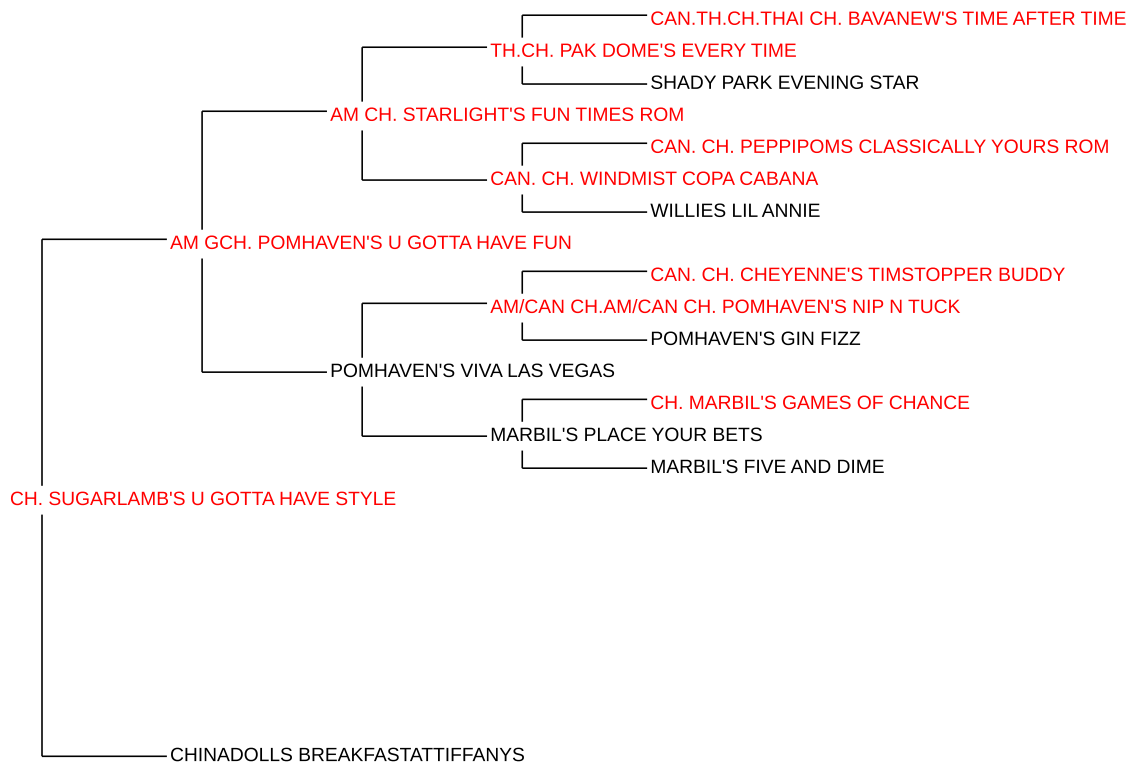 CAN.TH.CH.THAI CH. BAVANEW'S TIME AFTER TIME
TH.CH. PAK DOME'S EVERY TIME
SHADY PARK EVENING STAR
AM CH. STARLIGHT'S FUN TIMES ROM
CAN. CH. PEPPIPOMS CLASSICALLY YOURS ROM
CAN. CH. WINDMIST COPA CABANA
WILLIES LIL ANNIE
AM GCH. POMHAVEN'S U GOTTA HAVE FUN
CAN. CH. CHEYENNE'S TIMSTOPPER BUDDY
AM/CAN CH.AM/CAN CH. POMHAVEN'S NIP N TUCK
POMHAVEN'S GIN FIZZ
POMHAVEN'S VIVA LAS VEGAS
CH. MARBIL'S GAMES OF CHANCE
MARBIL'S PLACE YOUR BETS
MARBIL'S FIVE AND DIME
CH. SUGARLAMB'S U GOTTA HAVE STYLE
CHINADOLLS BREAKFASTATTIFFANYS